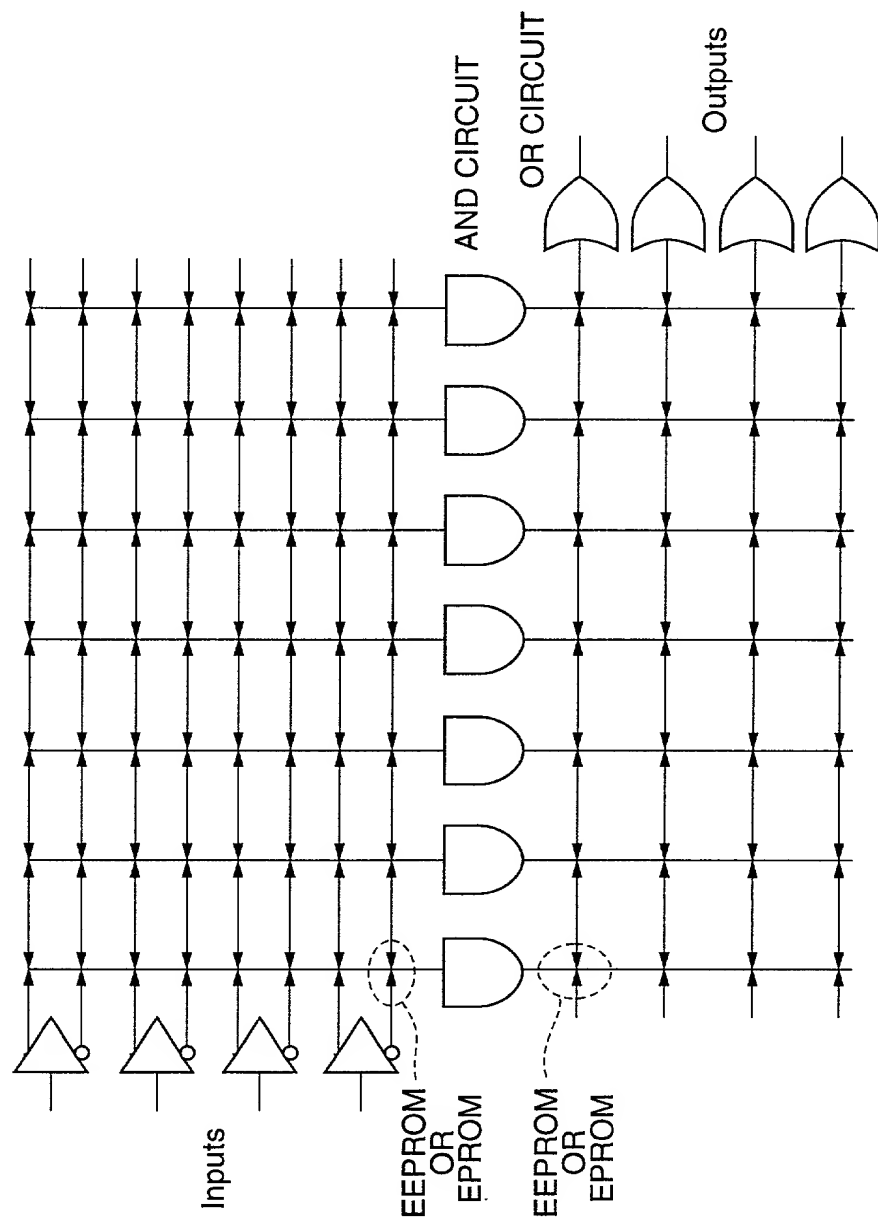 AND CIRCUIT
OR CIRCUIT
Outputs
Inputs
EEPROM
OR
EPROM
EEPROM
OR
EPROM